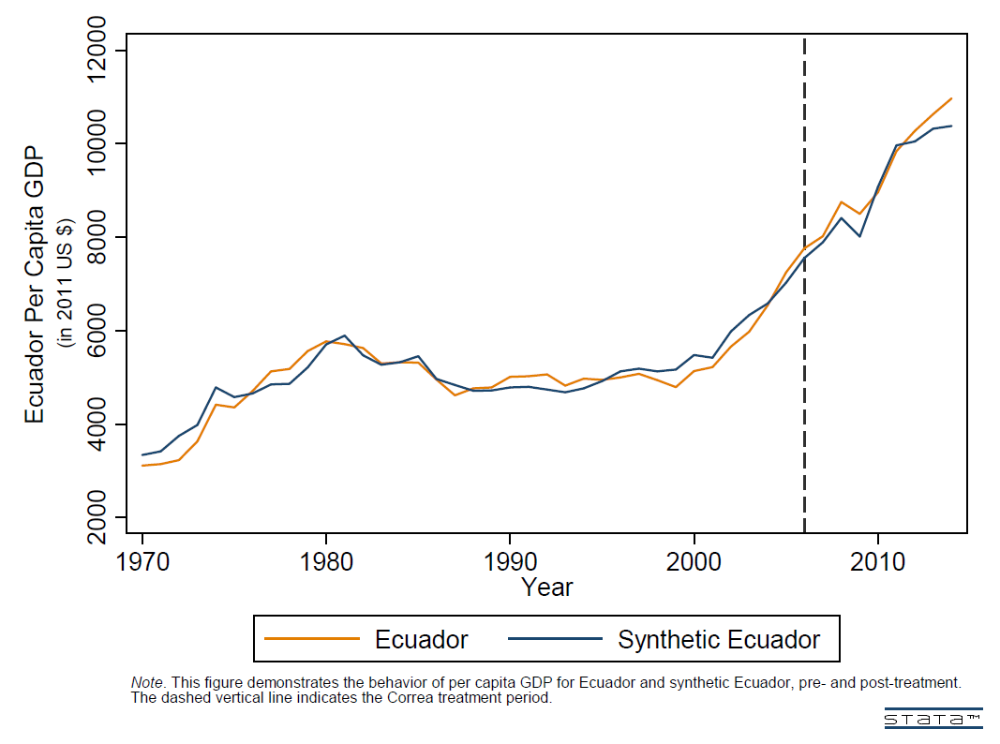 12000
10000
8000
6000
4000
2000
Ecuador Per Capita GDP
(in 2011 US $)
1970
1980
1990
2000
2010
Year
Ecuador
Synthetic Ecuador
Note. This figure demonstrates the behavior of per capita GDP for Ecuador and synthetic Ecuador, pre- and post-treatment.
The dashed vertical line indicates the Correa treatment period.
STATA™